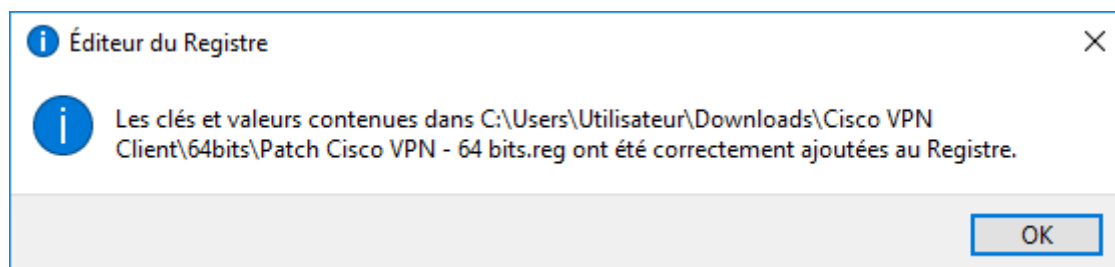 Éditeur du Registre
Les clés et valeurs contenues dans C:\Users\Utilisateur\Downloads\Cisco VPN
Client\64bits\Patch Cisco VPN - 64 bits.reg ont été correctement ajoutées au Registre.
OK